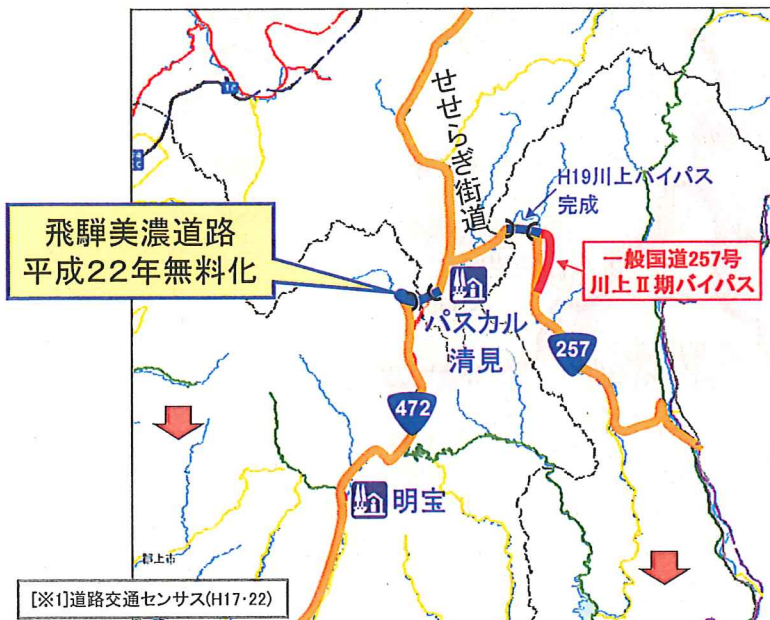 せせらぎ街道
H19川上バイパス
完成
飛騨美濃道路
平成22年無料化
一般国道257号
川上Ⅱ期バイパス
パスカル
清見
257
472
明宝
郡上市
[※1]道路交通センサス(H17・22)